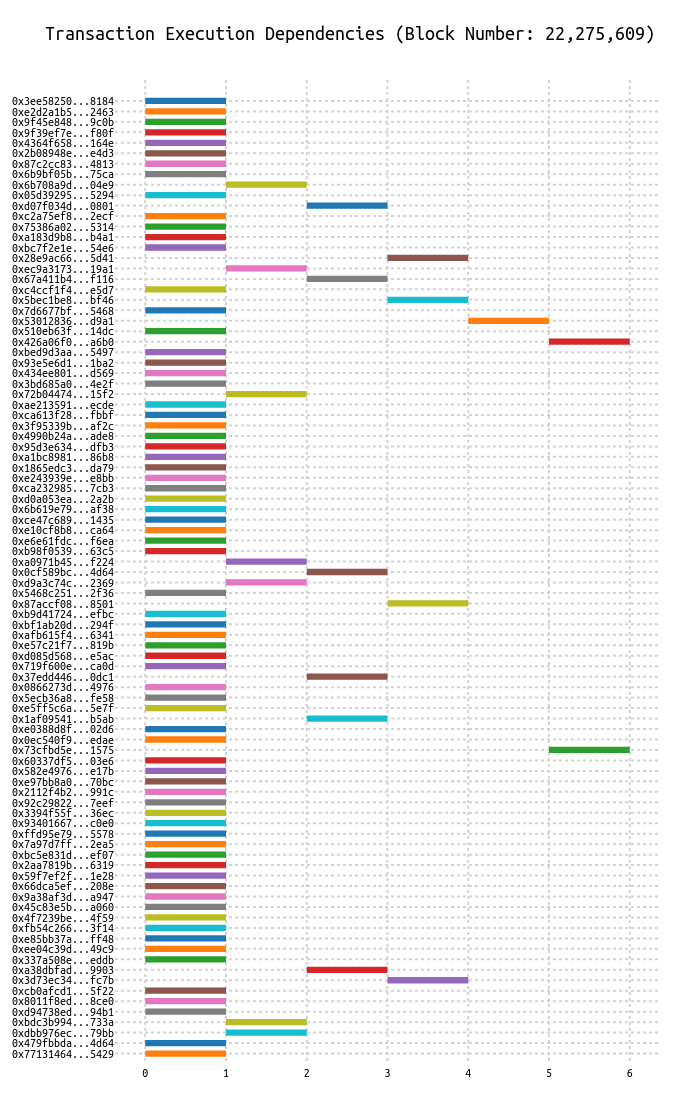 Transaction Execution Dependencies (Block Number: 22,275,609)
0x3ee58250...8184
0xe2d2a1b5...2463
0x9f45e848...9c0b
0x9f39ef7e...f80f
0x4364f658...164e
0x2b08948e...e4d3
0x87c2cc83...4813
0x6b9bf05b...75ca
0x6b708a9d...04e9
0x05d39295...5294
0xd07f034d...0801
0xc2a75ef8...2ecf
0x75386a02...5314
0xa183d9b8...b4a1
0xbc7f2e1e...54e6
0x28e9ac66...5d41
0xec9a3173...19a1
0x67a411b4...f116
0xc4ccf1f4...e5d7
0x5bec1be8...bf46
0x7d6677bf...5468
0x53012836...d9a1
0x510eb63f...14dc
0x426a06f0...a6b0
0xbed9d3aa...5497
0x93e5e6d1...1ba2
0x434ee801...d569
0x3bd685a0...4e2f
0x72b04474...15f2
0xae213591...ecde
0xca613f28...fbbf
0x3f95339b...af2c
0x4990b24a...ade8
0x95d3e634...dfb3
0xa1bc8981...86b8
0x1865edc3...da79
0xe243939e...e8bb
0xca232985...7cb3
0xd0a053ea...2a2b
0x6b619e79...af38
0xce47c689...1435
0xe10cf8b8...ca64
0xe6e61fdc...f6ea
0xb98f0539...63c5
0xa0971b45...f224
0x0cf589bc...4d64
0xd9a3c74c...2369
0x5468c251...2f36
0x87accf08...8501
0xb9d41724...efbc
0xbf1ab20d...294f
0xafb615f4...6341
0xe57c21f7...819b
0xd085d568...e5ac
0x719f600e...ca0d
0x37edd446...0dc1
0x0866273d...4976
0x5ecb36a8...fe58
0xe5ff5c6a...5e7f
0x1af09541...b5ab
0xe0388d8f...02d6
0x0ec540f9...edae
0x73cfbd5e...1575
0x60337df5...03e6
0x582e4976...e17b
0xe97bb8a0...70bc
0x2112f4b2...991c
0x92c29822...7eef
0x3394f55f...36ec
0x93401667...c0e0
0xffd95e79...5578
0x7a97d7ff...2ea5
0xbc5e831d...ef07
0x2aa7819b...6319
0x59f7ef2f...1e28
0x66dca5ef...208e
0x9a38af3d...a947
0x45c83e5b...a060
0x4f7239be...4f59
0xfb54c266...3f14
0xe85bb37a...ff48
0xee04c39d...49c9
0x337a508e...eddb
0xa38dbfad...9903
0x3d73ec34...fc7b
0xcb0afcd1...5f22
0x8011f8ed...8ce0
0xd94738ed...94b1
0xbdc3b994...733a
0xdbb976ec...79bb
0x479fbbda...4d64
0x77131464...5429
0 1 2 3 4 5 6